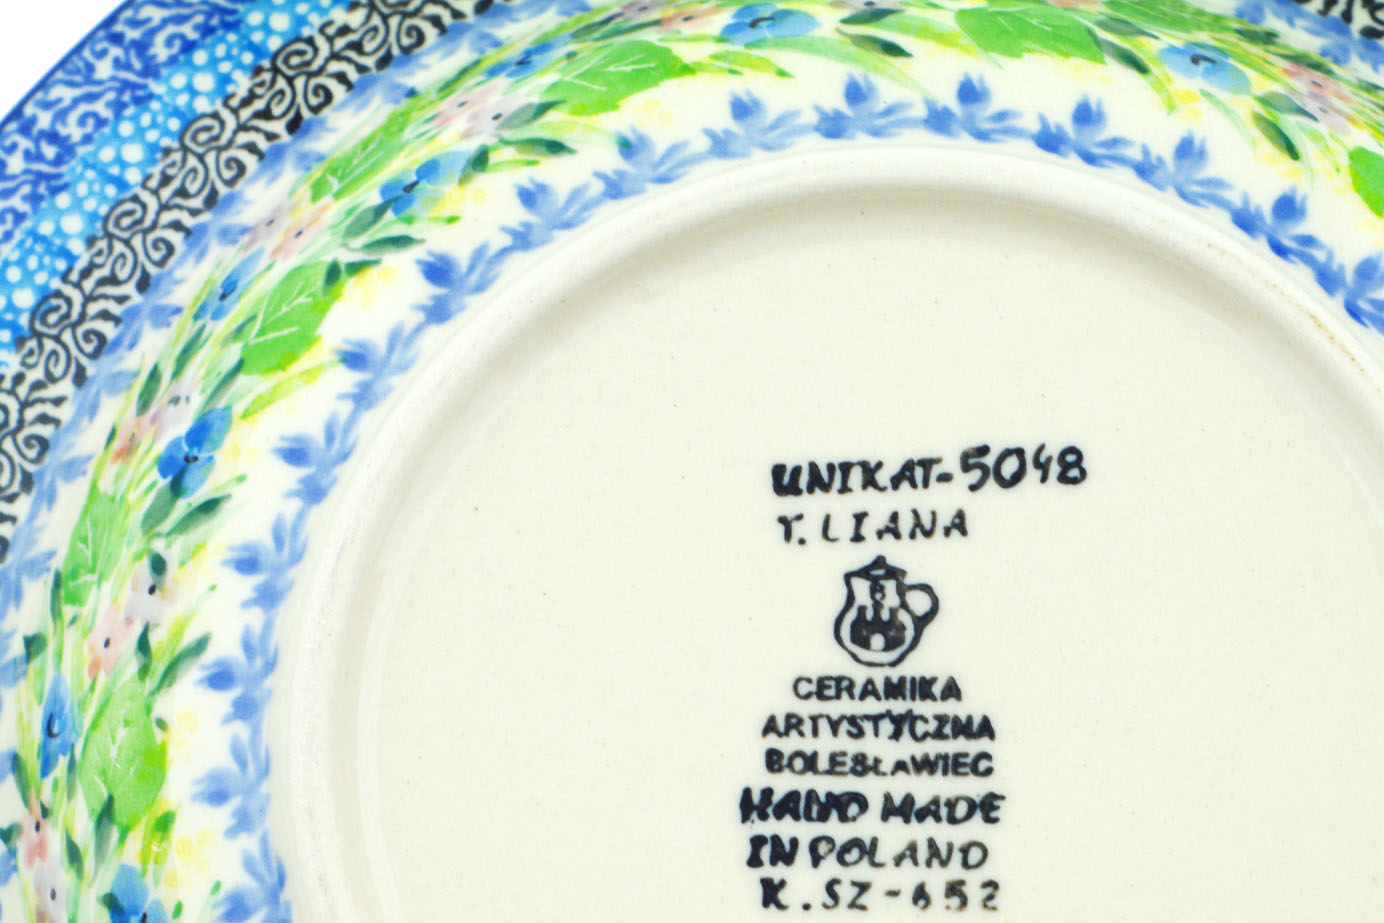 UNIKAT-5048
T. LIANA
CERAMIKA
ARTYSTYCZNA
BOLESŁAWIEC
HAND MADE
IN POLAND
K. SZ-652